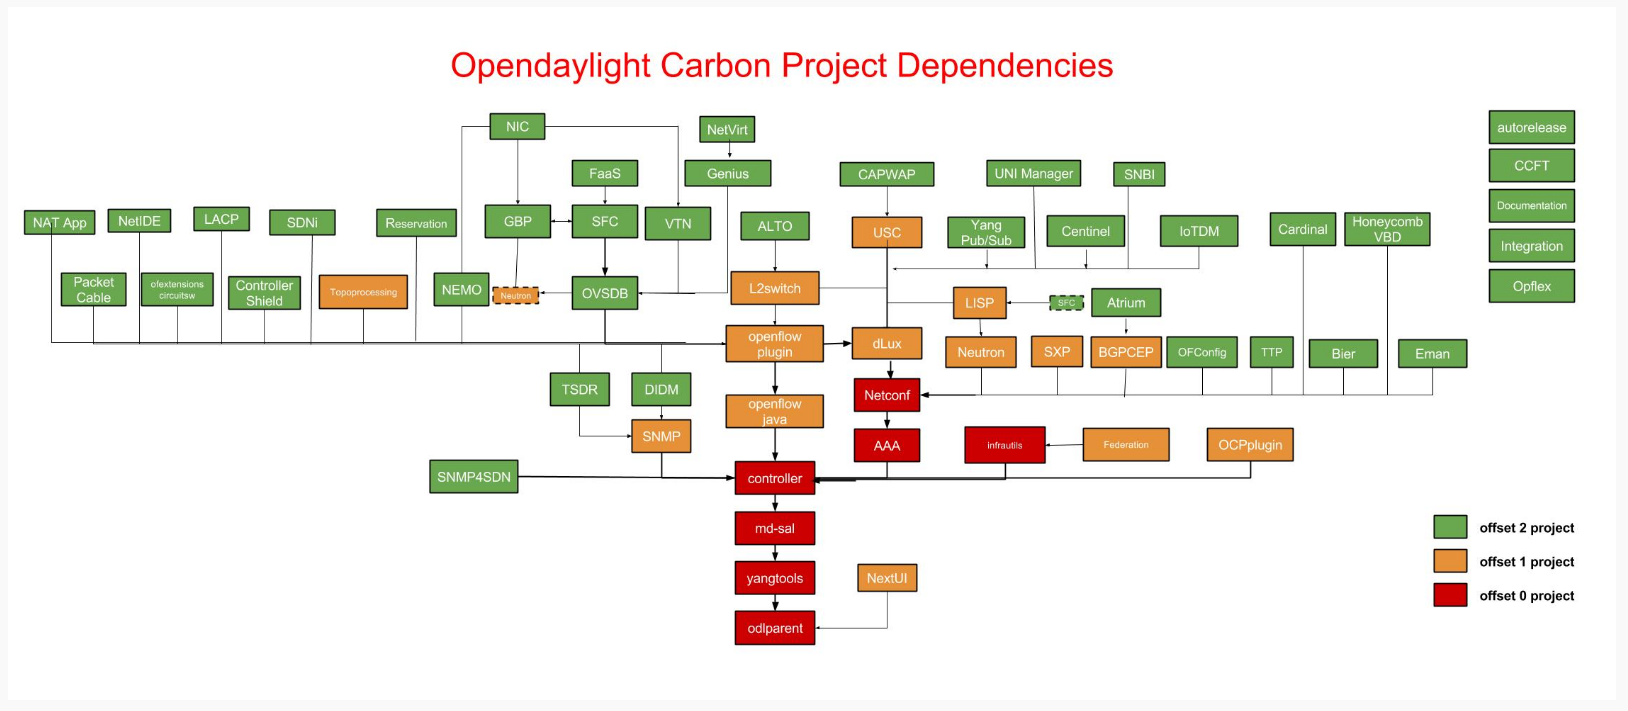 Opendaylight Carbon Project Dependencies
NIC
NetVirt
autorelease
FaaS
Genius
CAPWAP
UNI Manager
SNBI
CCFT
NAT App
NetIDE
LACP
SDNi
Reservation
GBP
SFC
VTN
ALTO
USC
Yang
Pub/Sub
Centinel
IoTDM
Cardinal
Honeycomb
VBD
Documentation
Integration
Packet
Cable
ofextensions
circuitsw
Controller
Shield
Topoprocessing
NEMO
Neutron
OVSDB
L2switch
LISP
SFC
Atrium
Opflex
openflow
plugin
dLux
Neutron
SXP
BGPCEP
OFConfig
TTP
Bier
Eman
TSDR
DIDM
Netconf
openflow
java
SNMP
AAA
infrautils
Federation
OCPplugin
SNMP4SDN
controller
md-sal
offset 2 project
yangtools
NextUI
offset 1 project
offset 0 project
odlparent